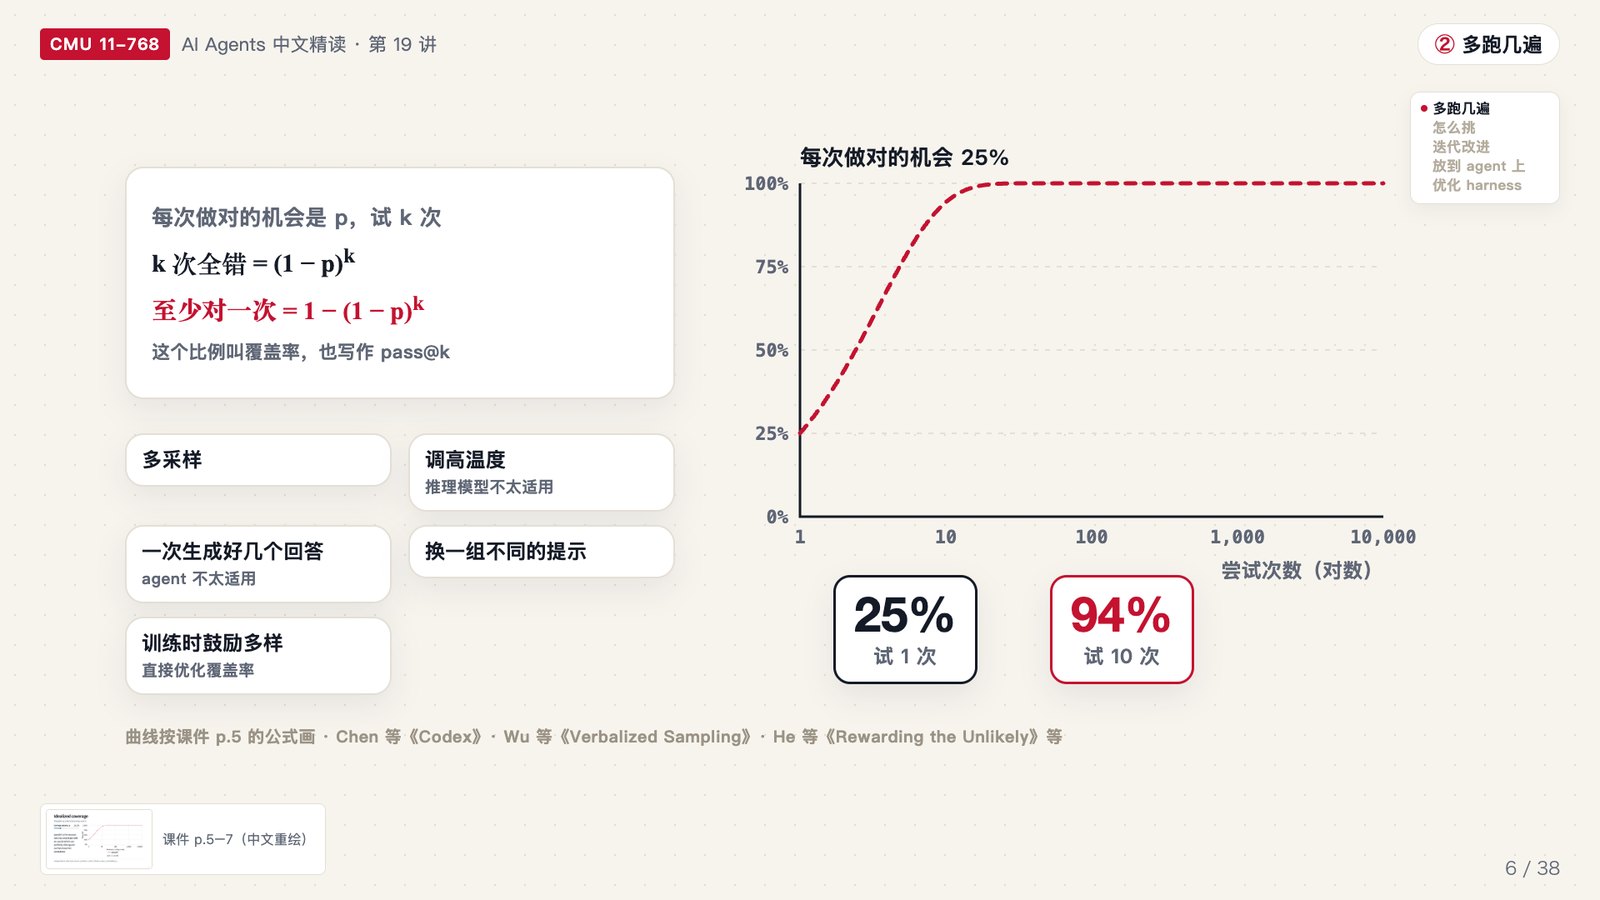 CMU 11-768
AI Agents 中文精读 · 第 19 讲
② 多跑几遍
多跑几遍
怎么挑
迭代改进
放到 agent 上
优化 harness
每次做对的机会是 p，试 k 次
k 次全错 = (1 − p)^k
至少对一次 = 1 − (1 − p)^k
这个比例叫覆盖率，也写作 pass@k
多采样
调高温度
推理模型不太适用
一次生成好几个回答
agent 不太适用
换一组不同的提示
训练时鼓励多样
直接优化覆盖率
每次做对的机会 25%
100%
75%
50%
25%
0%
1
10
100
1,000
10,000
尝试次数（对数）
25%
试 1 次
94%
试 10 次
曲线按课件 p.5 的公式画 · Chen 等《Codex》· Wu 等《Verbalized Sampling》· He 等《Rewarding the Unlikely》等
课件 p.5–7（中文重绘）
6 / 38